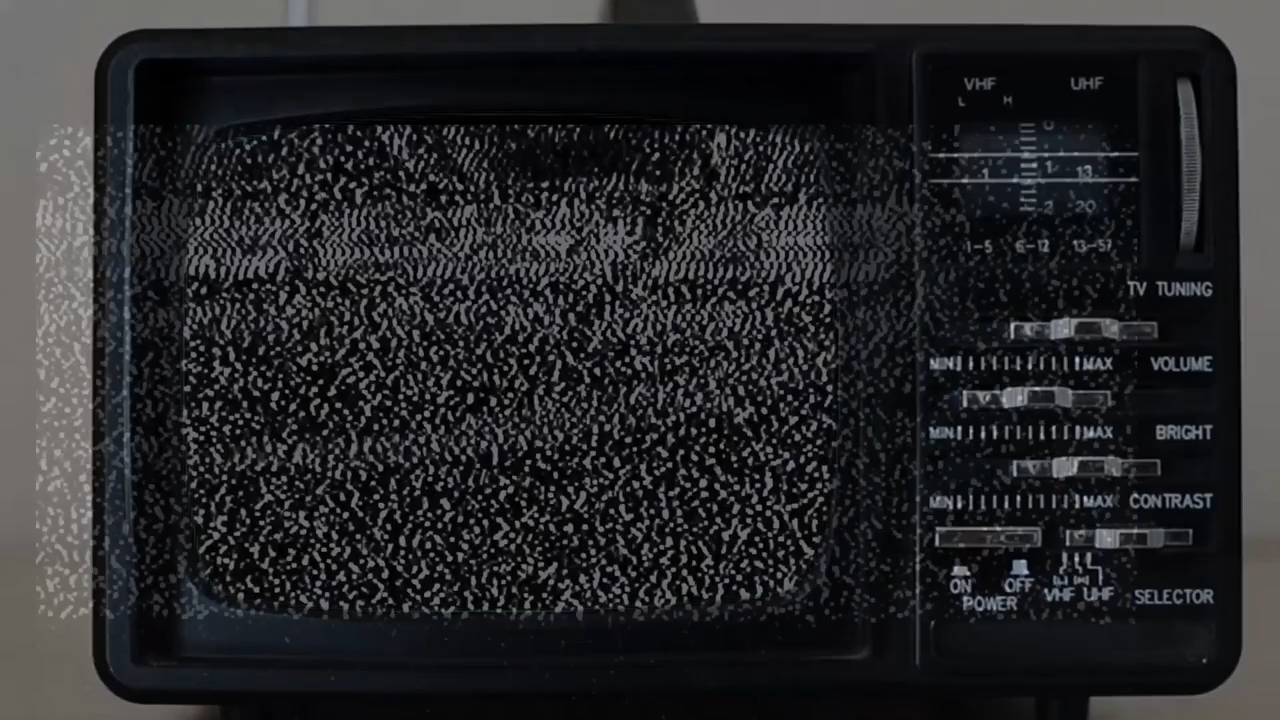 VHF UHF
L H
1 1 13
2 20
1-5 6-12 13-57
TV TUNING
MIN MAX VOLUME
MIN MAX BRIGHT
MIN MAX CONTRAST
ON OFF VHF UHF
POWER SELECTOR